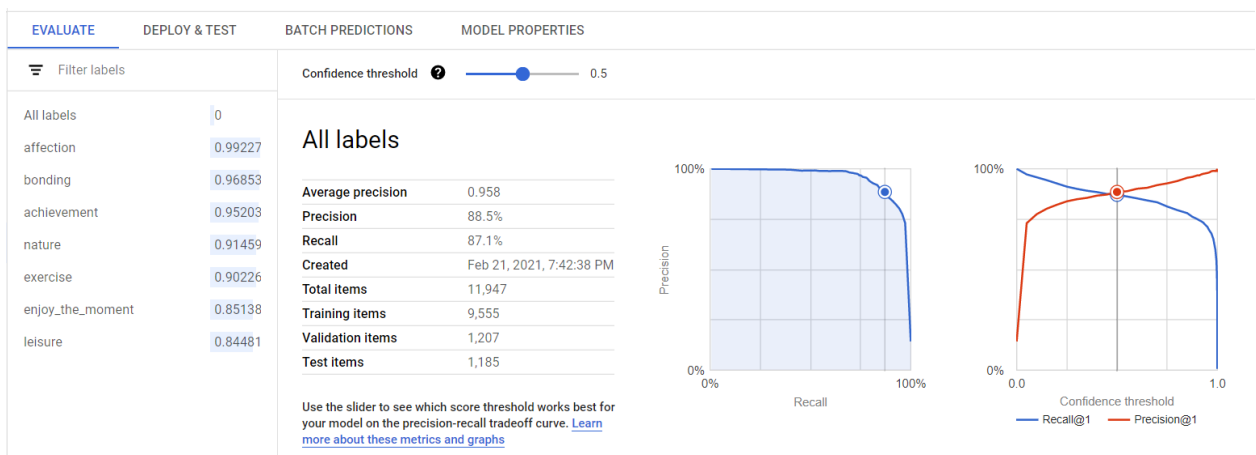 EVALUATE DEPLOY & TEST BATCH PREDICTIONS MODEL PROPERTIES
Filter labels
Confidence threshold ? 0.5
All labels 0
affection 0.99227
bonding 0.96853
achievement 0.95203
nature 0.91459
exercise 0.90226
enjoy_the_moment 0.85138
leisure 0.84481
All labels
Average precision 0.958
Precision 88.5%
Recall 87.1%
Created Feb 21, 2021, 7:42:38 PM
Total items 11,947
Training items 9,555
Validation items 1,207
Test items 1,185
Use the slider to see which score threshold works best for
your model on the precision-recall tradeoff curve. Learn
more about these metrics and graphs
100%
Precision
0%
0% 100%
Recall
100%
0%
0.0 1.0
Confidence threshold
Recall@1 Precision@1